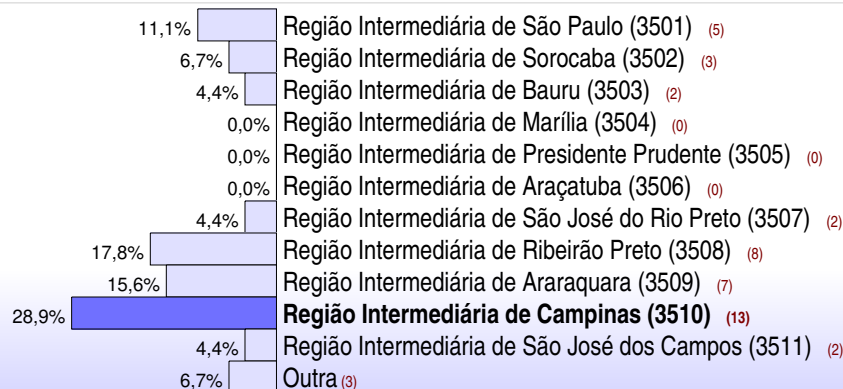 11,1% Região Intermediária de São Paulo (3501) (5)
6,7% Região Intermediária de Sorocaba (3502) (3)
4,4% Região Intermediária de Bauru (3503) (2)
0,0% Região Intermediária de Marília (3504) (0)
0,0% Região Intermediária de Presidente Prudente (3505) (0)
0,0% Região Intermediária de Araçatuba (3506) (0)
4,4% Região Intermediária de São José do Rio Preto (3507) (2)
17,8% Região Intermediária de Ribeirão Preto (3508) (8)
15,6% Região Intermediária de Araraquara (3509) (7)
28,9% Região Intermediária de Campinas (3510) (13)
4,4% Região Intermediária de São José dos Campos (3511) (2)
6,7% Outra (3)